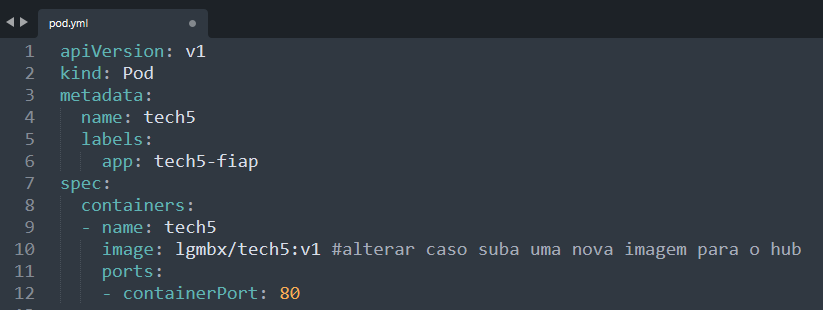 pod.yml
1 apiVersion: v1
2 kind: Pod
3 metadata:
4   name: tech5
5   labels:
6     app: tech5-fiap
7 spec:
8   containers:
9   - name: tech5
10     image: lgmbx/tech5:v1 #alterar caso suba uma nova imagem para o hub
11     ports:
12     - containerPort: 80